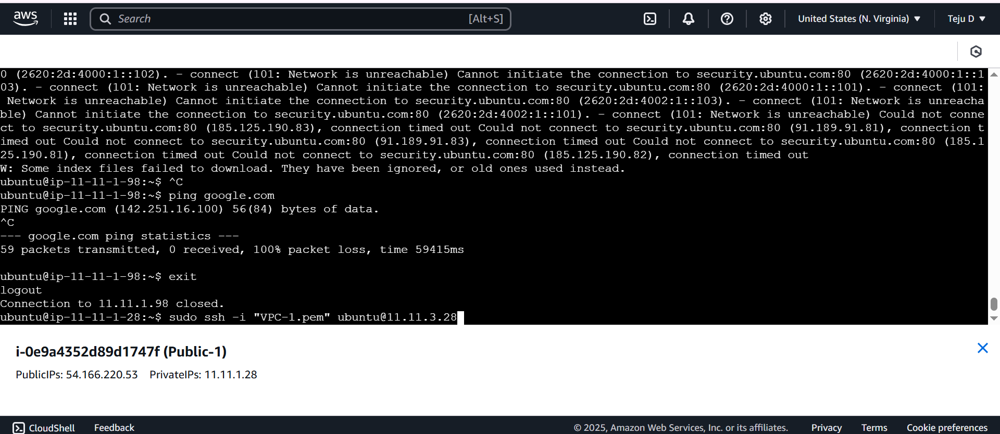 aws
Search
[Alt+S]
United States (N. Virginia)
Teju D
0 (2620:2d:4000:1::102). - connect (101: Network is unreachable) Cannot initiate the connection to security.ubuntu.com:80 (2620:2d:4000:1::1
03). - connect (101: Network is unreachable) Cannot initiate the connection to security.ubuntu.com:80 (2620:2d:4000:1::101). - connect (101:
 Network is unreachable) Cannot initiate the connection to security.ubuntu.com:80 (2620:2d:4002:1::103). - connect (101: Network is unreacha
ble) Cannot initiate the connection to security.ubuntu.com:80 (2620:2d:4002:1::101). - connect (101: Network is unreachable) Could not conne
ct to security.ubuntu.com:80 (185.125.190.83), connection timed out Could not connect to security.ubuntu.com:80 (91.189.91.81), connection t
imed out Could not connect to security.ubuntu.com:80 (91.189.91.83), connection timed out Could not connect to security.ubuntu.com:80 (185.1
25.190.81), connection timed out Could not connect to security.ubuntu.com:80 (185.125.190.82), connection timed out
W: Some index files failed to download. They have been ignored, or old ones used instead.
ubuntu@ip-11-11-1-98:~$ ^C
ubuntu@ip-11-11-1-98:~$ ping google.com
PING google.com (142.251.16.100) 56(84) bytes of data.
^C
--- google.com ping statistics ---
59 packets transmitted, 0 received, 100% packet loss, time 59415ms
ubuntu@ip-11-11-1-98:~$ exit
logout
Connection to 11.11.1.98 closed.
ubuntu@ip-11-11-1-28:~$ sudo ssh -i "VPC-1.pem" ubuntu@11.11.3.28
i-0e9a4352d89d1747f (Public-1)
PublicIPs: 54.166.220.53 PrivateIPs: 11.11.1.28
CloudShell
Feedback
© 2025, Amazon Web Services, Inc. or its affiliates.
Privacy
Terms
Cookie preferences